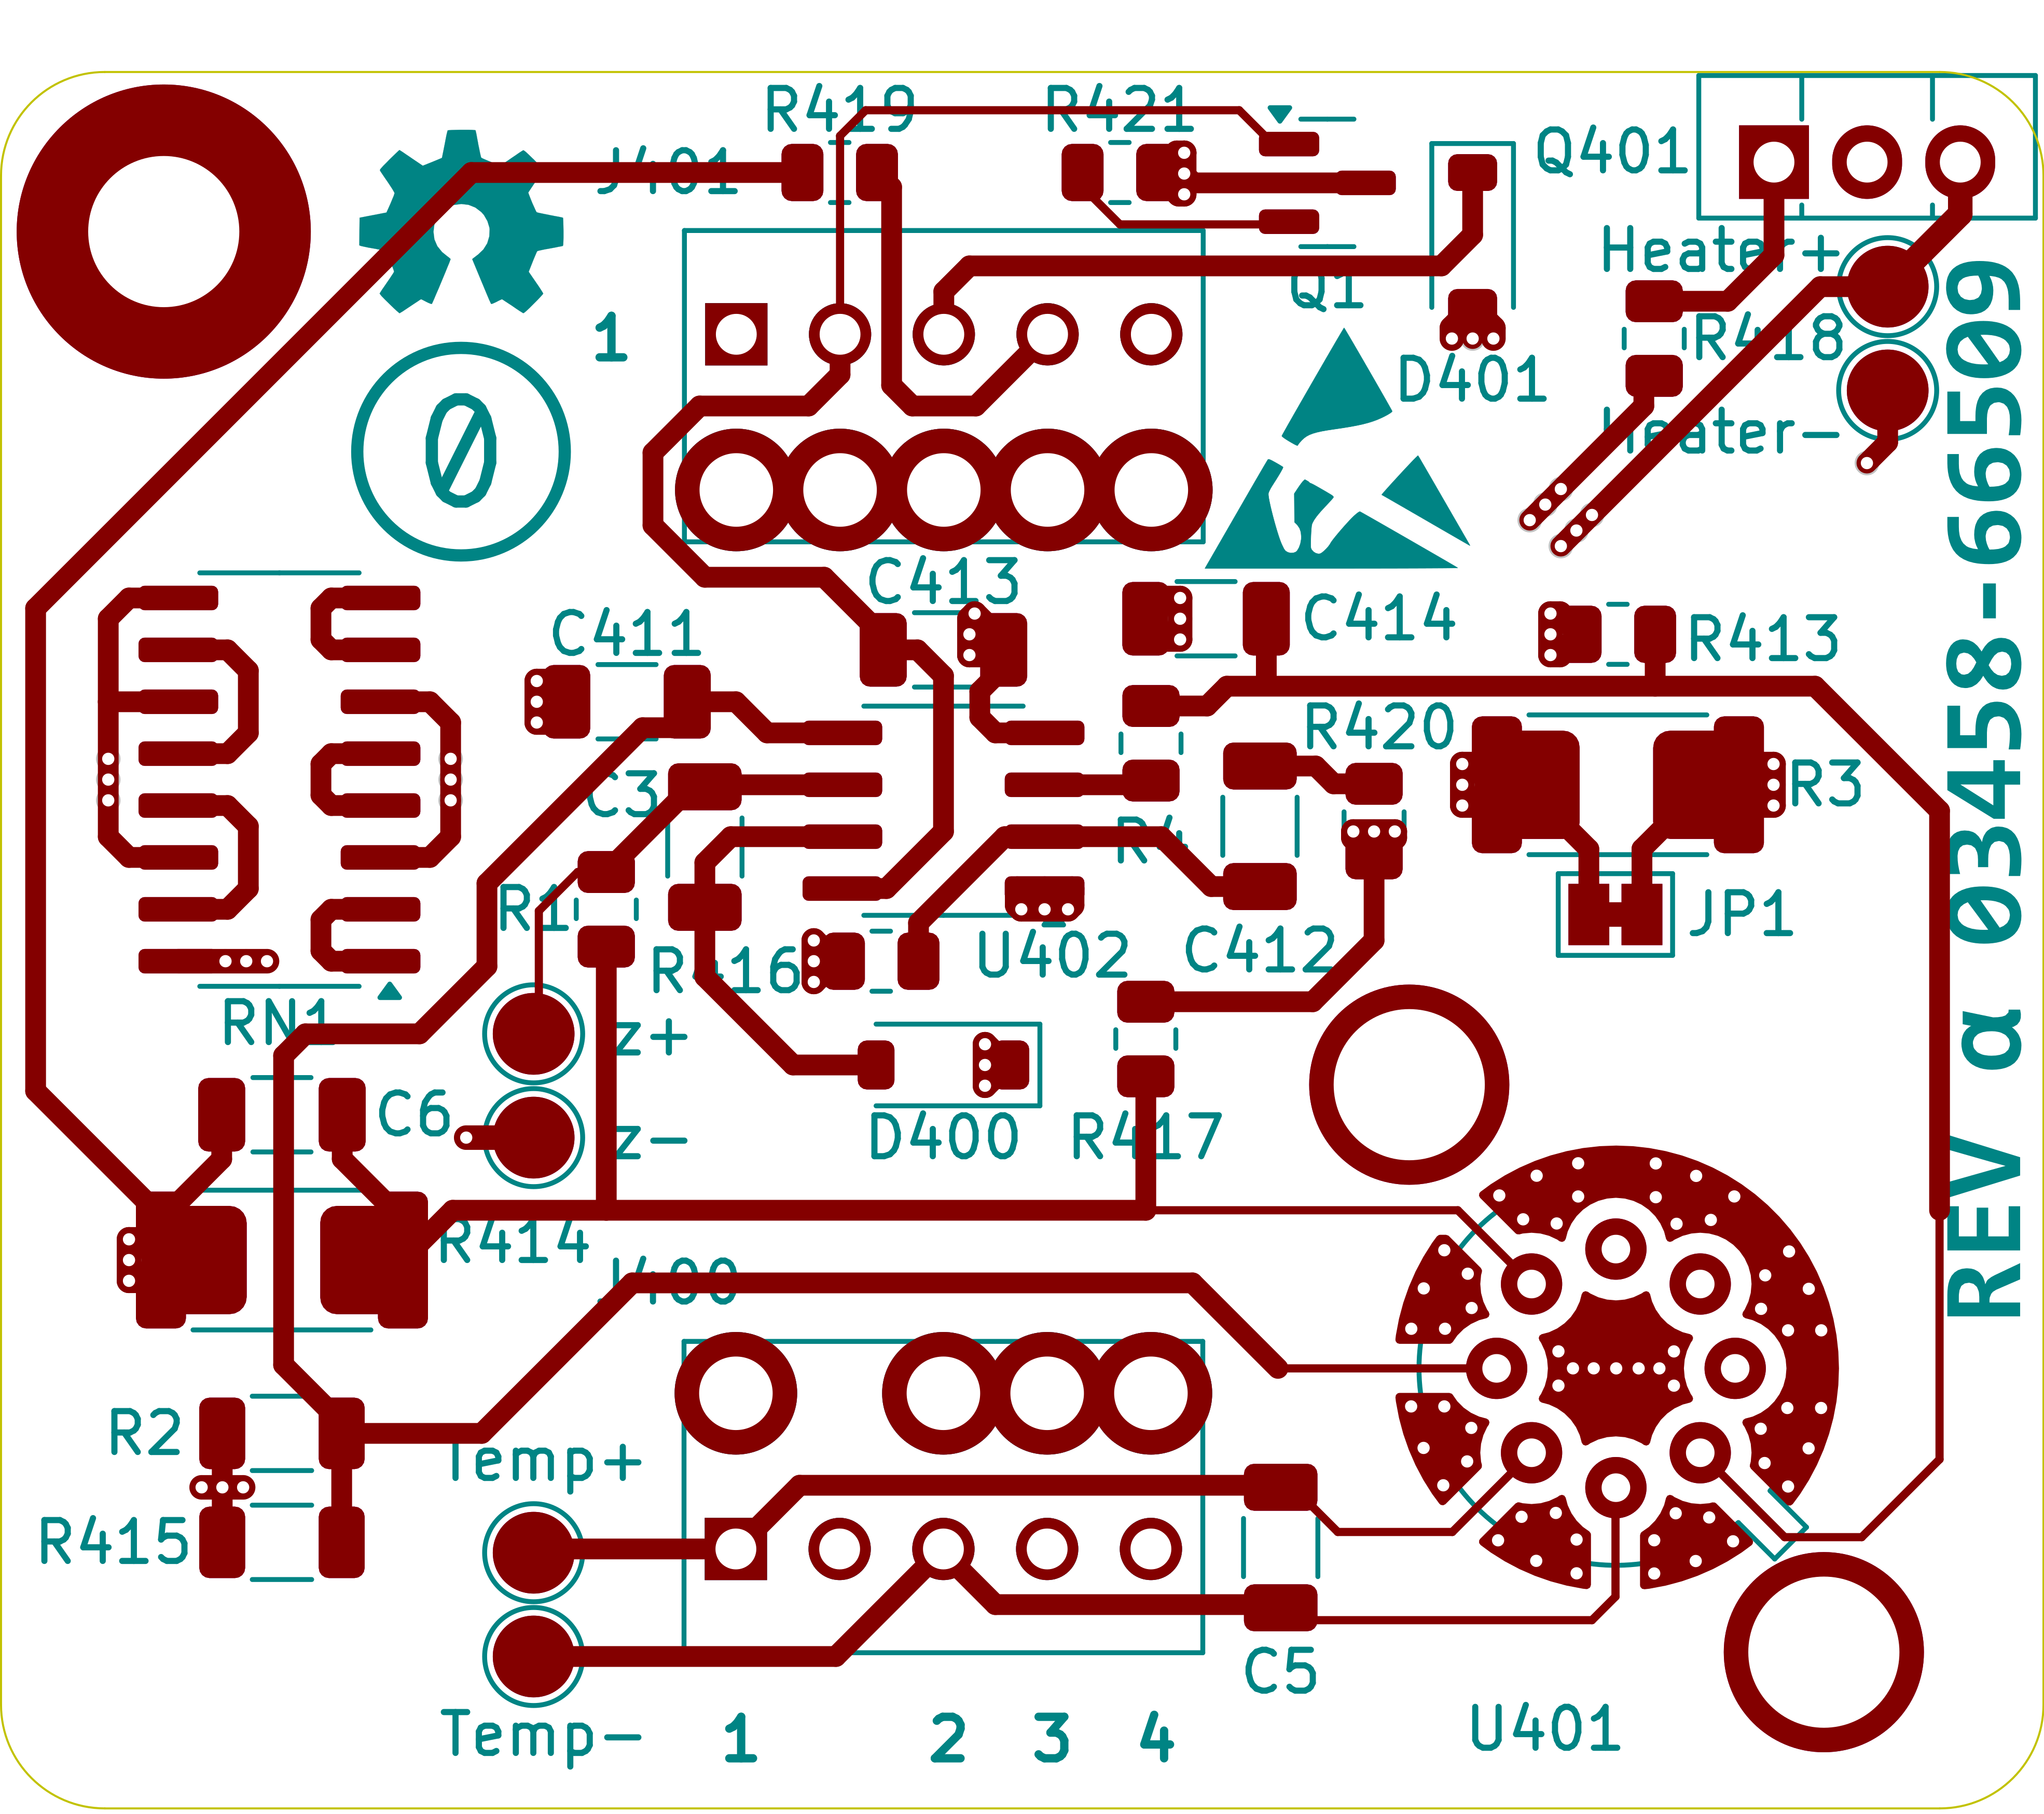 R419
R421
J401
Q401
Heater+
1
Q1
R418
D401
Heater-
0
C413
C414
C411
R413
R420
C3
R3
R4
R1
JP1
R416
U402
C412
RN1
z+
C6
z-
D400
R417
R414
J400
R2
Temp+
R415
C5
Temp-
1 2 3 4
U401
REV α 03458-66509